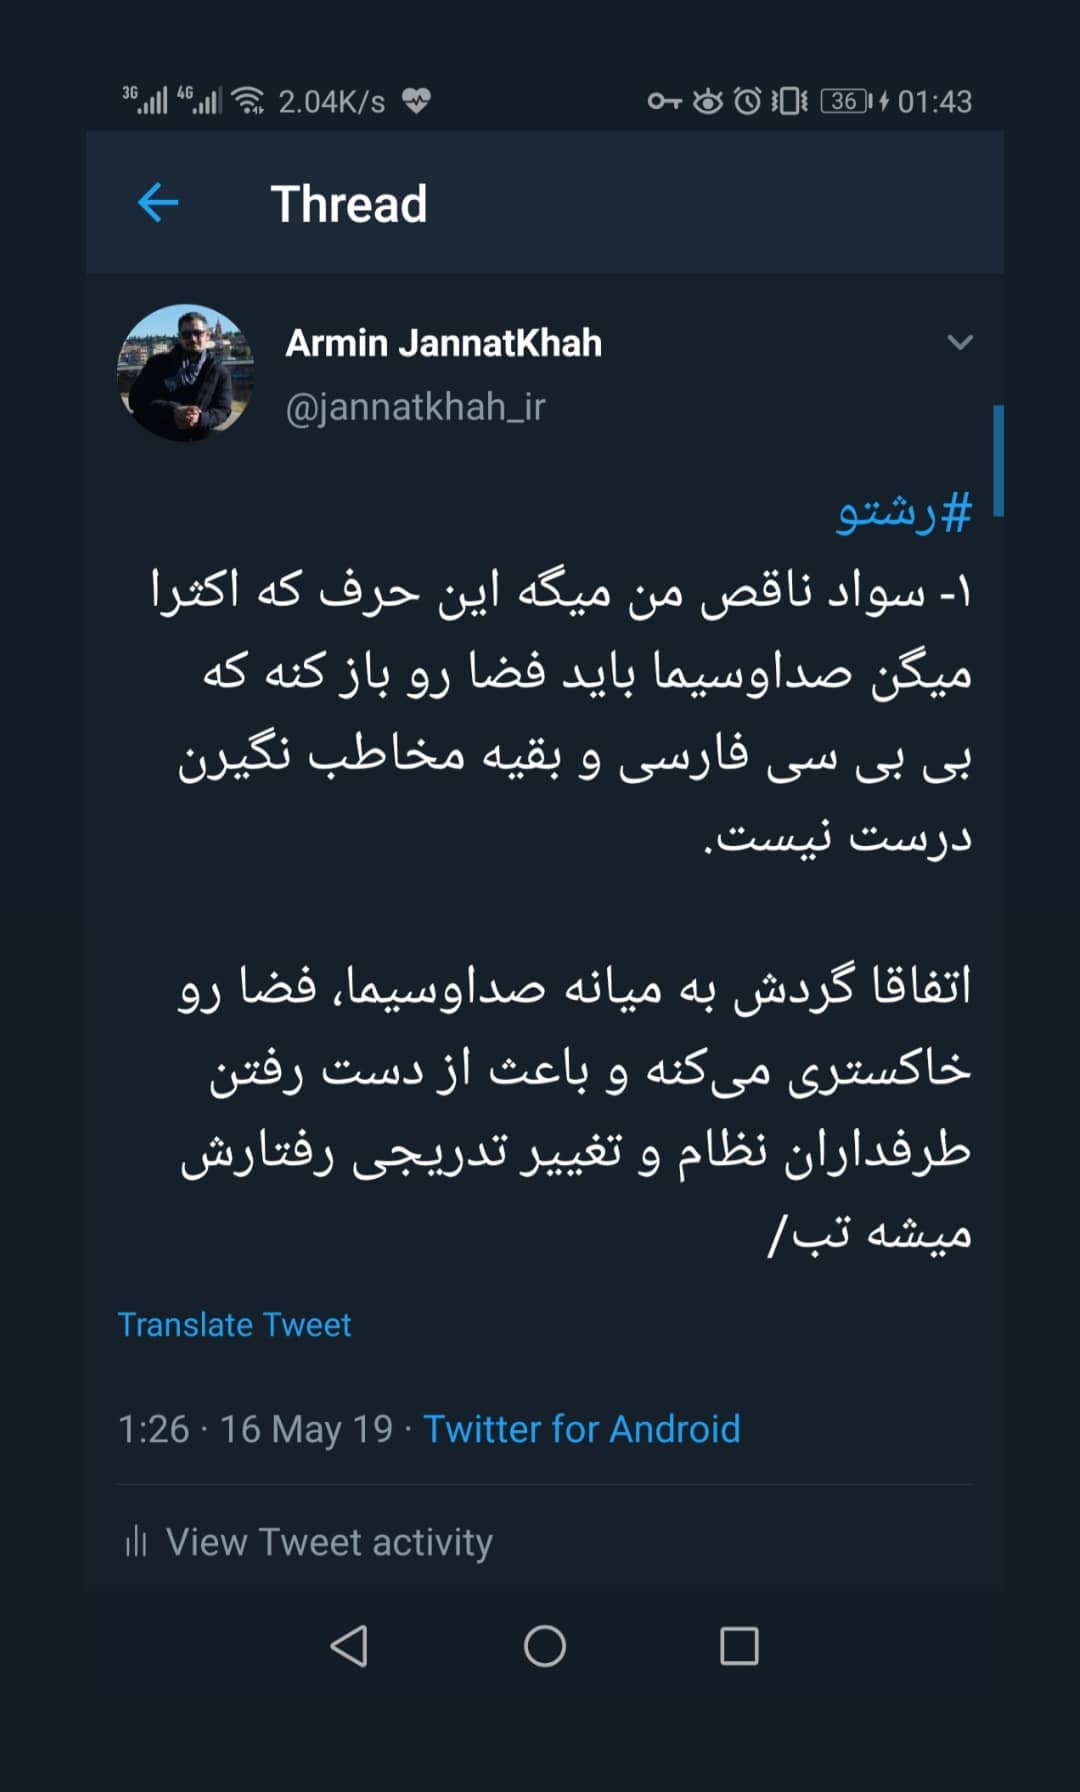 3G 4G 2.04K/s 36 01:43
Thread
Armin JannatKhah
@jannatkhah_ir
#رشتو
۱- سواد ناقص من میگه این حرف که اکثرا
میگن صداوسیما باید فضا رو باز کنه که
بی بی سی فارسی و بقیه مخاطب نگیرن
درست نیست.
اتفاقا گردش به میانه صداوسیما، فضا رو
خاکستری می‌کنه و باعث از دست رفتن
طرفداران نظام و تغییر تدریجی رفتارش
میشه تب/
Translate Tweet
1:26 · 16 May 19 · Twitter for Android
View Tweet activity